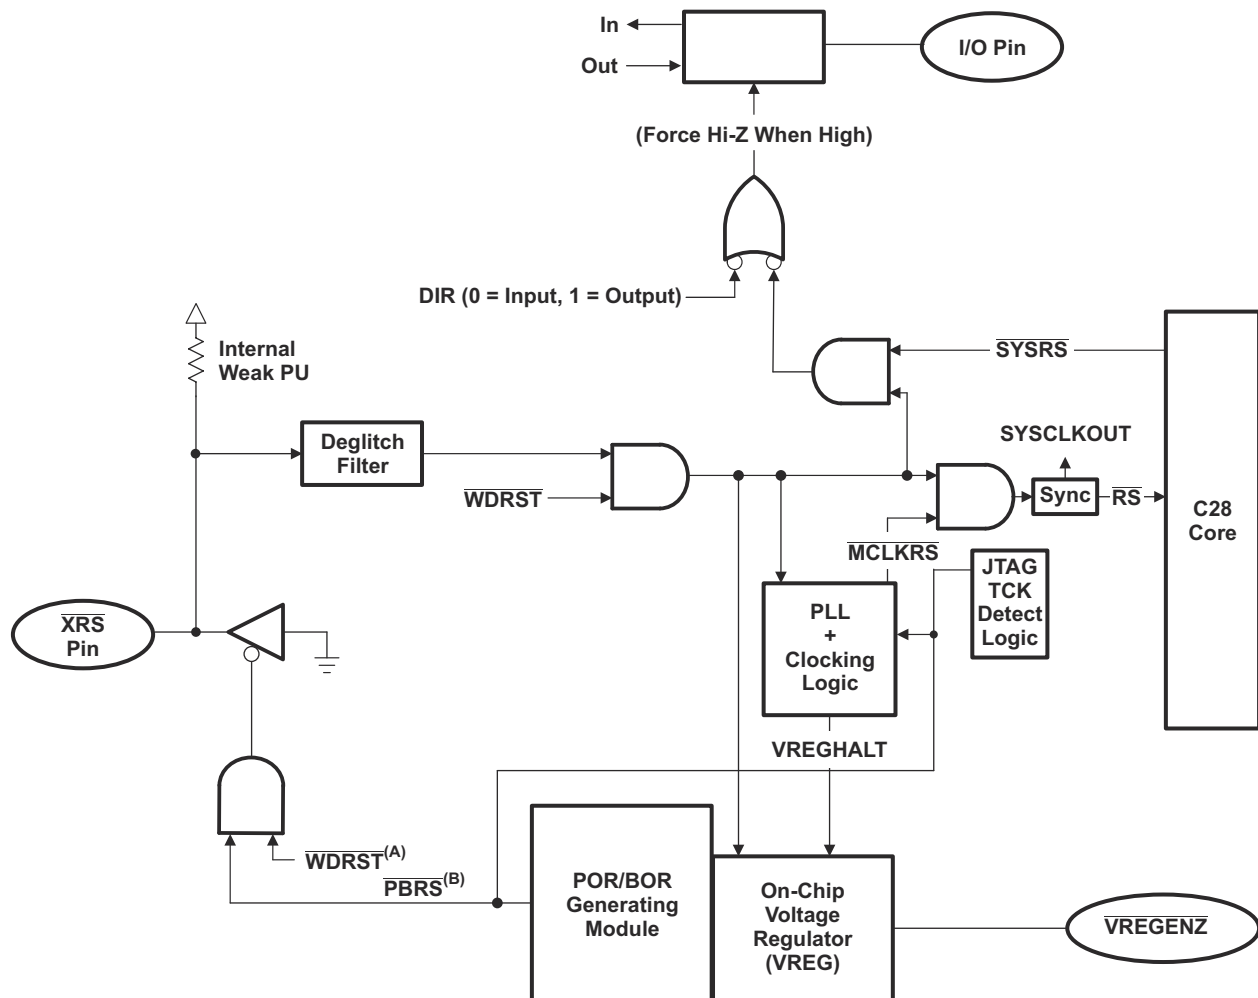 In
Out
I/O Pin
(Force Hi-Z When High)
DIR (0 = Input, 1 = Output)
Internal
Weak PU
SYSRS
Deglitch
Filter
SYSCLKOUT
WDRST
Sync
RS
C28
Core
MCLKRS
JTAG
TCK
Detect
Logic
XRS
Pin
PLL
+
Clocking
Logic
VREGHALT
WDRST(A)
PBRS(B)
POR/BOR
Generating
Module
On-Chip
Voltage
Regulator
(VREG)
VREGENZ